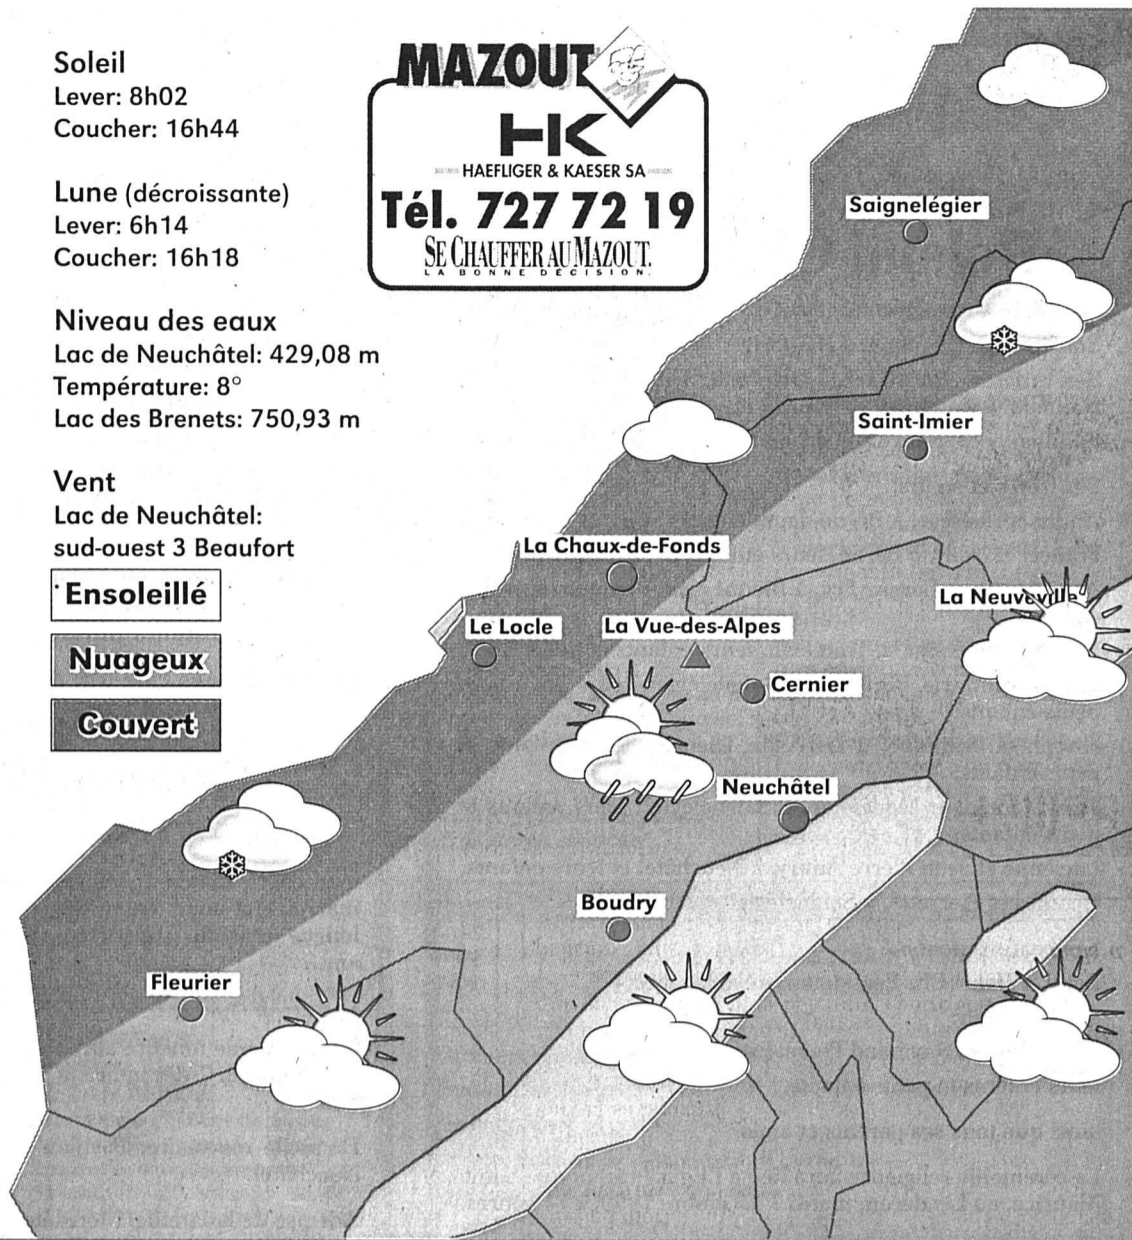 Soleil
Lever: 8h02
Coucher: 16h44
Lune (décroissante)
Lever: 6h14
Coucher: 16h18
Niveau des eaux
Lac de Neuchâtel: 429,08 m
Température: 8°
Lac des Brenets: 750,93 m
Vent
Lac de Neuchâtel:
sud-ouest 3 Beaufort
Ensoleillé
Nuageux
Couvert
MAZOUT
HK
HAEFLIGER & KAESER SA
Tél. 727 72 19
SE CHAUFFER AU MAZOUT.
LA BONNE DÉCISION.
Saignelégier
Saint-Imier
La Chaux-de-Fonds
La Neuveville
Le Locle
La Vue-des-Alpes
Cernier
Neuchâtel
Boudry
Fleurier